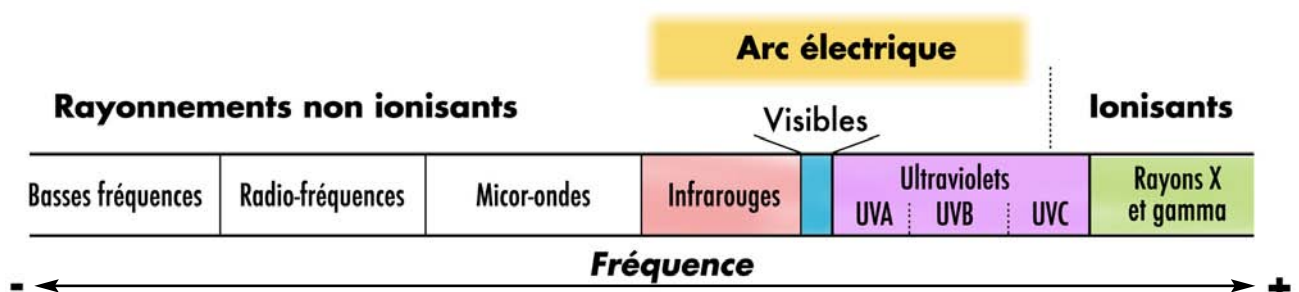 Arc électrique
Rayonnements non ionisants
Visibles
Ionisants
Basses fréquences
Radio-fréquences
Micor-ondes
Infrarouges
Ultraviolets
UVA UVB UVC
Rayons X
et gamma
Fréquence
- +